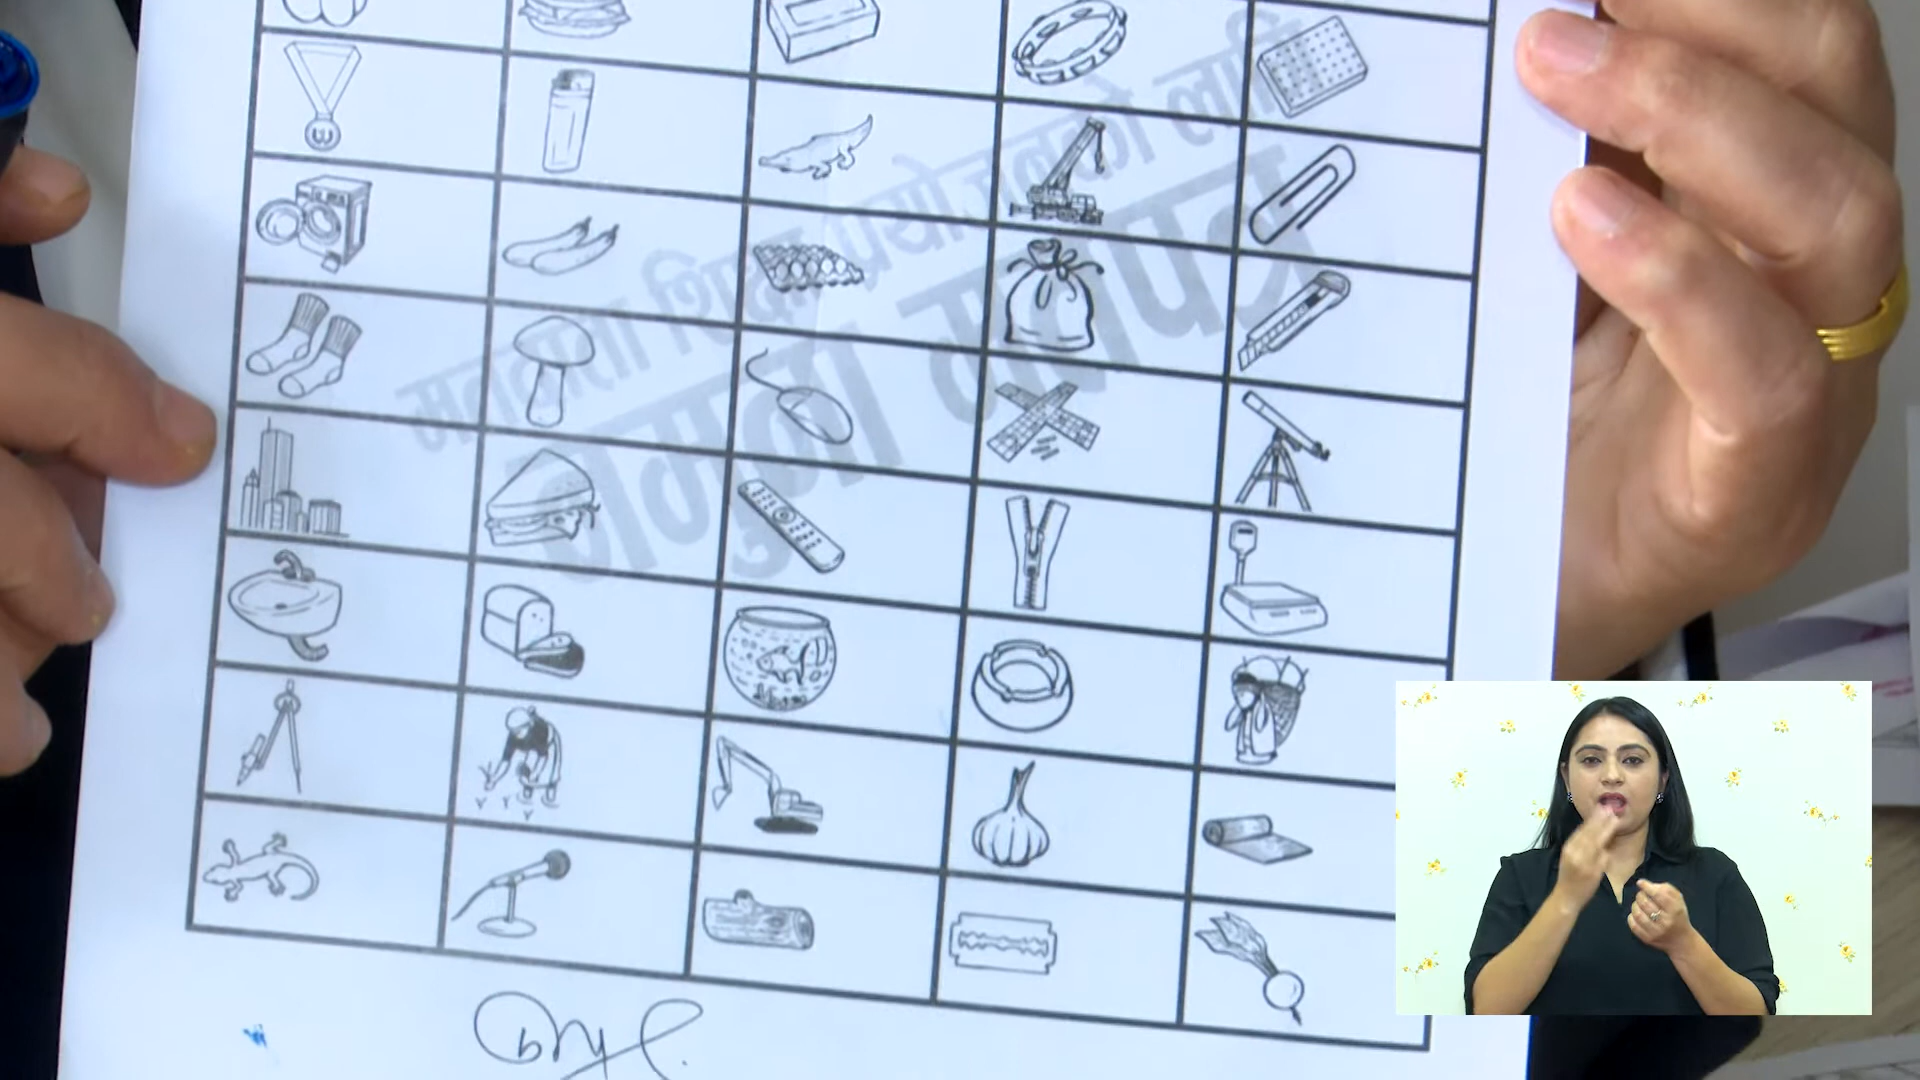 मतदाता शिक्षा प्रयोजनको लागि
नमुना मतपत्र